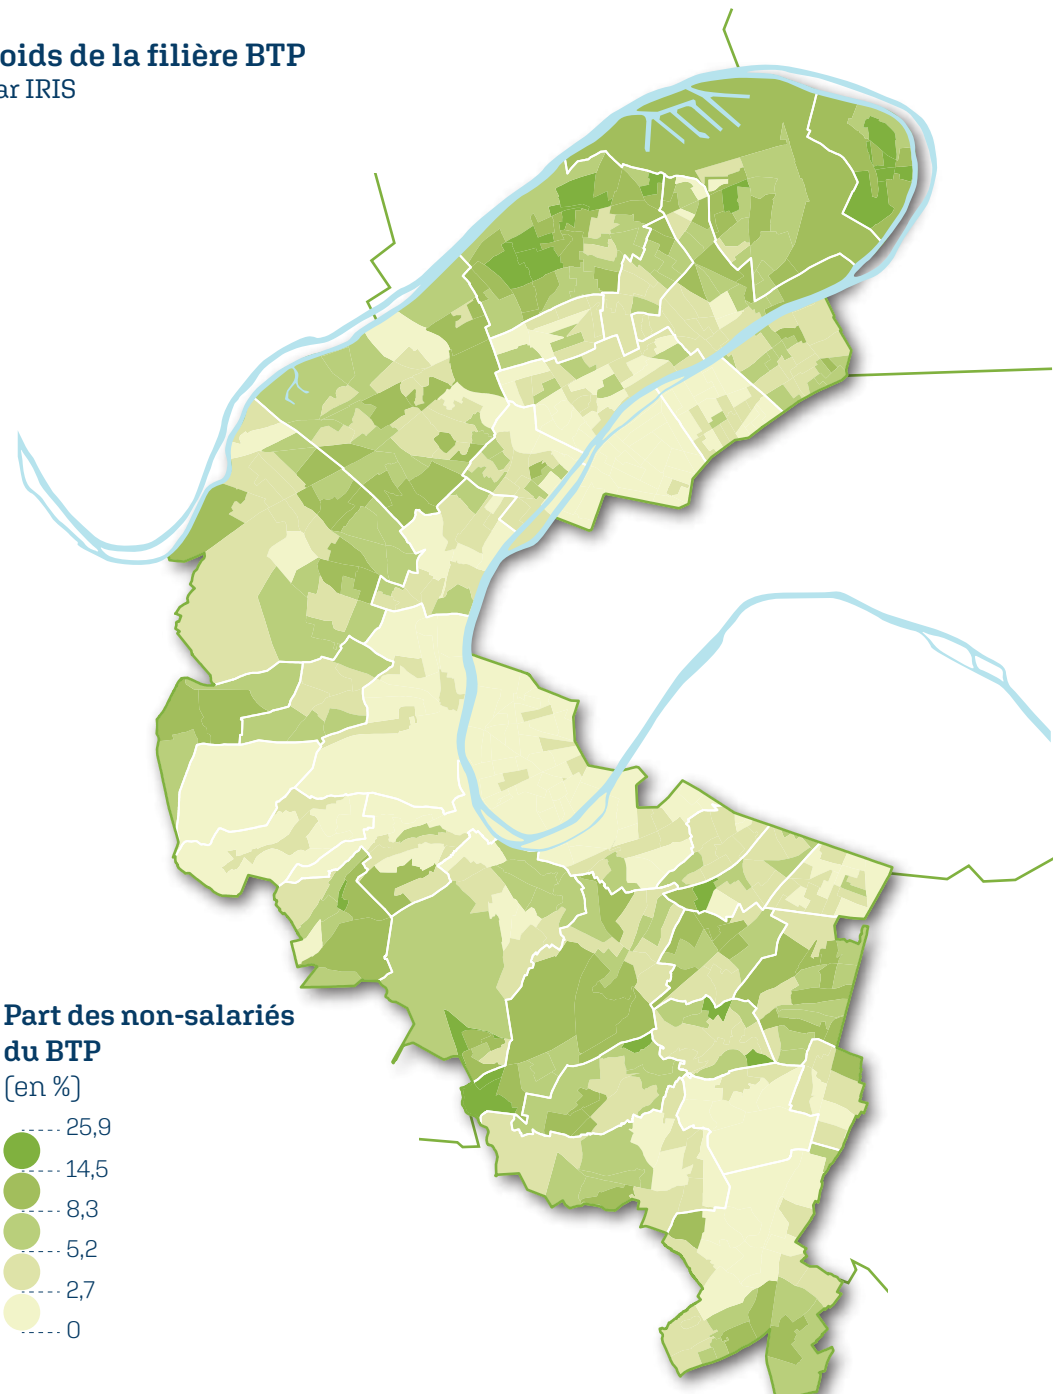 oids de la filière BTP
ar IRIS
Part des non-salariés
du BTP
(en %)
25,9
14,5
8,3
5,2
2,7
0